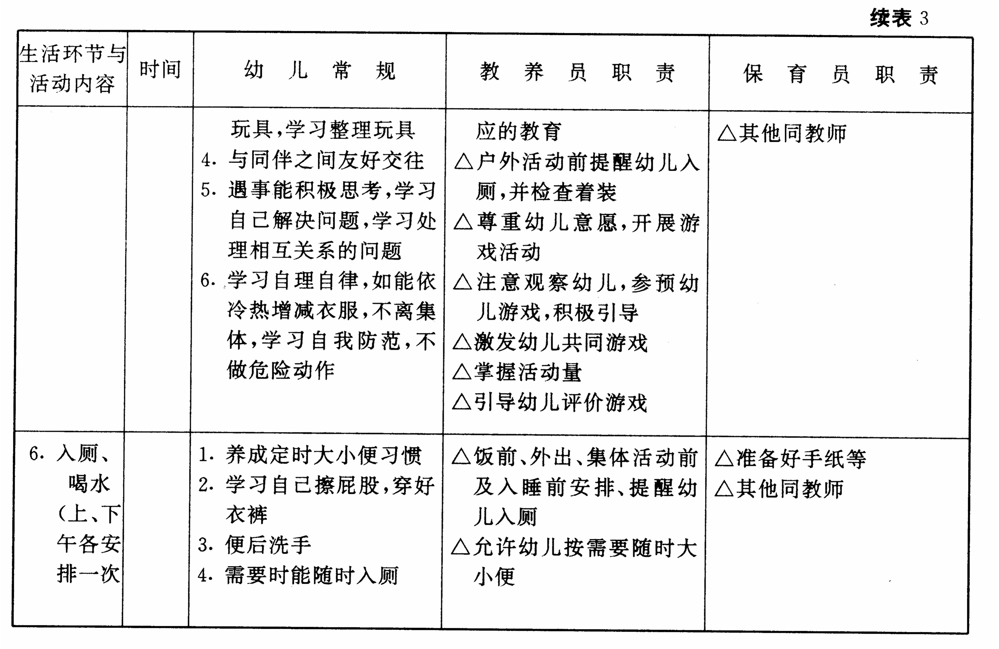 续表 3
生活环节与
活动内容
时间
幼儿常规
教养员职责
保育员职责
玩具，学习整理玩具
4. 与同伴之间友好交往
5. 遇事能积极思考，学习
自己解决问题，学习处
理相互关系的问题
6. 学习自理自律，如能依
冷热增减衣服，不离集
体，学习自我防范，不
做危险动作
应的教育
△户外活动前提醒幼儿入
厕，并检查着装
△尊重幼儿意愿，开展游
戏活动
△注意观察幼儿，参预幼
儿游戏，积极引导
△激发幼儿共同游戏
△掌握活动量
△引导幼儿评价游戏
△其他同教师
6. 入厕、
喝水
（上、下
午各安
排一次
1. 养成定时大小便习惯
2. 学习自己擦屁股，穿好
衣裤
3. 便后洗手
4. 需要时能随时入厕
△饭前、外出、集体活动前
及入睡前安排、提醒幼
儿入厕
△允许幼儿按需要随时大
小便
△准备好手纸等
△其他同教师